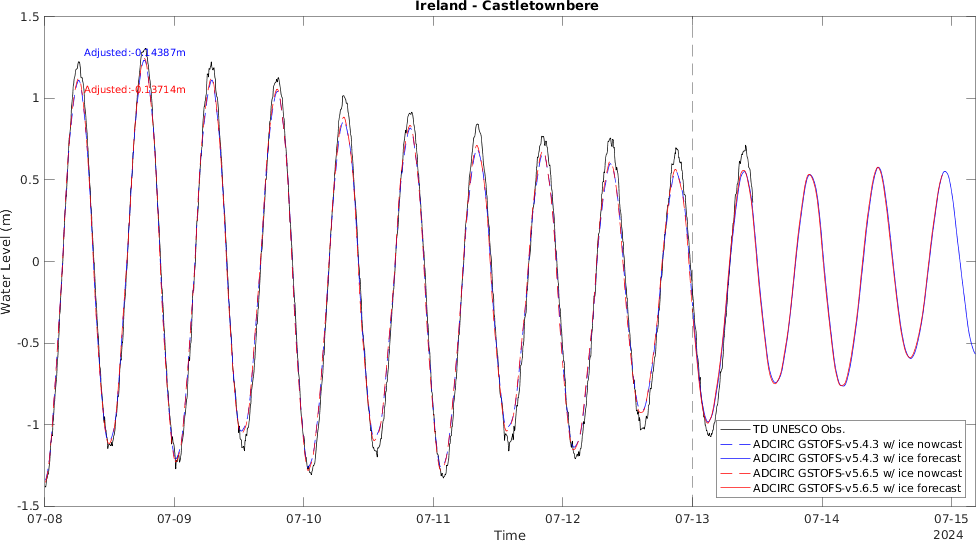 Ireland - Castletownbere
1.5
1
0.5
0
-0.5
-1
-1.5
Water Level (m)
Adjusted:-0.14387m
Adjusted:-0.13714m
TD UNESCO Obs.
ADCIRC GSTOFS-v5.4.3 w/ ice nowcast
ADCIRC GSTOFS-v5.4.3 w/ ice forecast
ADCIRC GSTOFS-v5.6.5 w/ ice nowcast
ADCIRC GSTOFS-v5.6.5 w/ ice forecast
07-08 07-09 07-10 07-11 07-12 07-13 07-14 07-15
Time
2024